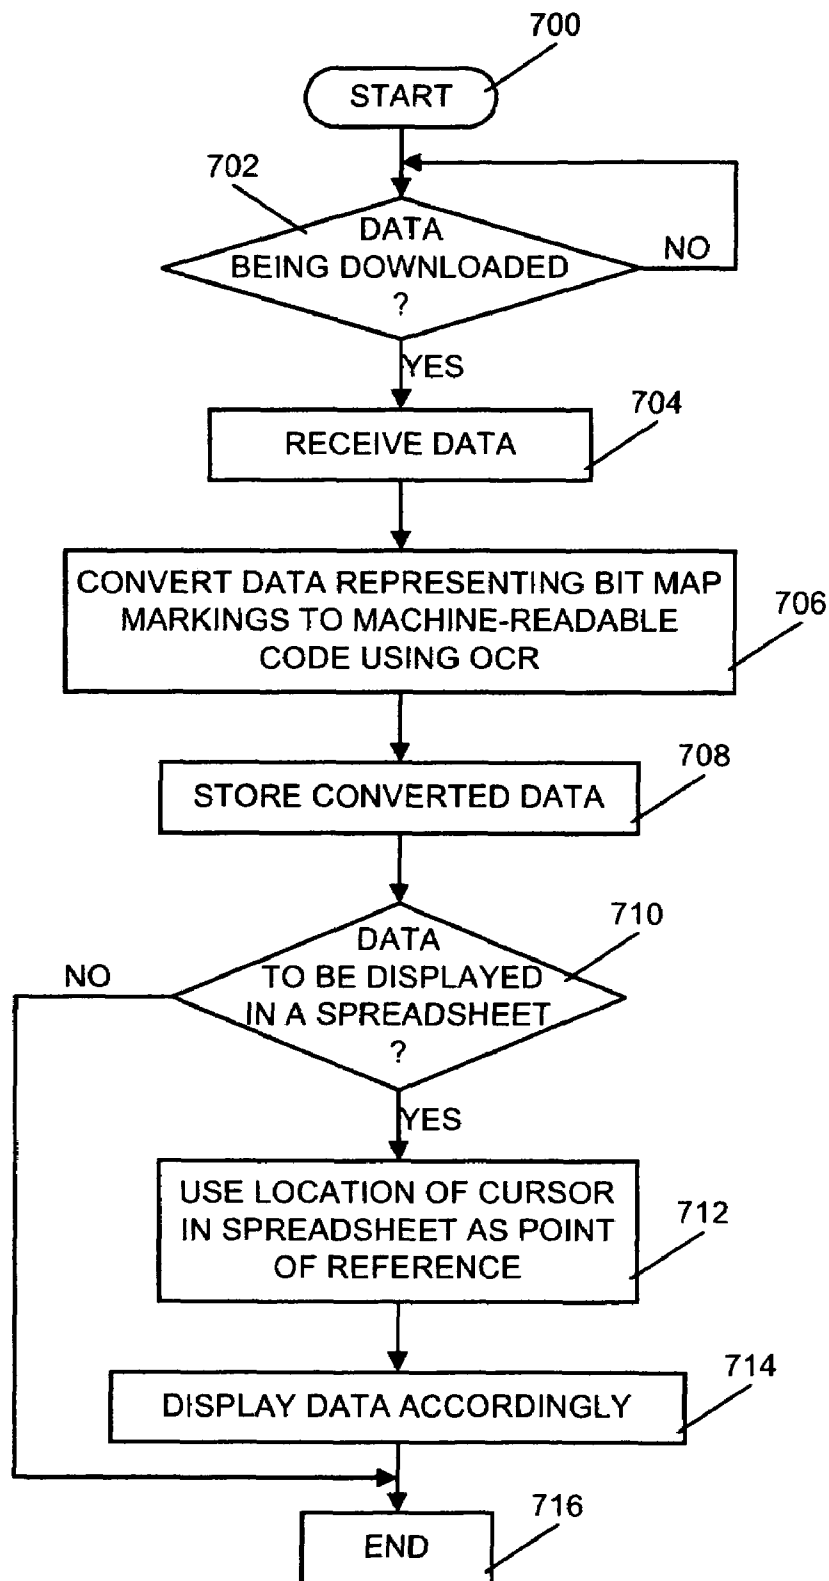 700
START
702
DATA
BEING DOWNLOADED
?
NO
YES
704
RECEIVE DATA
CONVERT DATA REPRESENTING BIT MAP
MARKINGS TO MACHINE-READABLE
CODE USING OCR
706
708
STORE CONVERTED DATA
710
DATA
TO BE DISPLAYED
IN A SPREADSHEET
?
NO
YES
USE LOCATION OF CURSOR
IN SPREADSHEET AS POINT
OF REFERENCE
712
714
DISPLAY DATA ACCORDINGLY
716
END